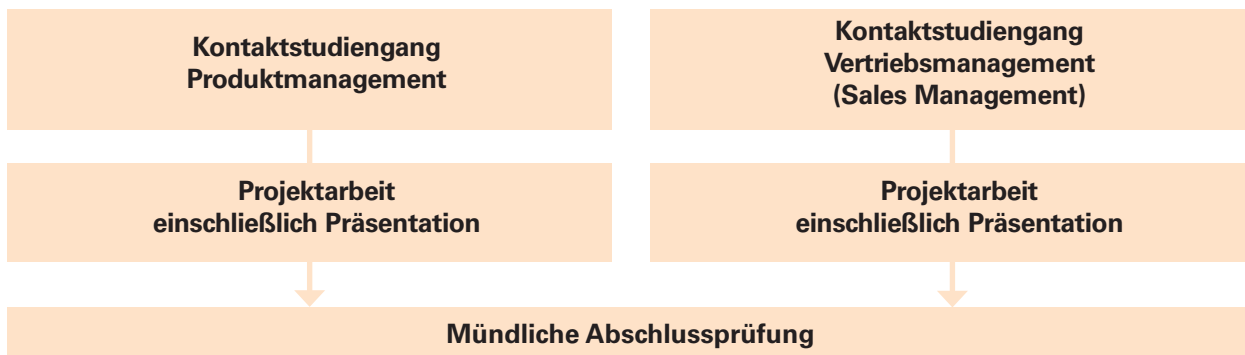 Kontaktstudiengang
Produktmanagement
Kontaktstudiengang
Vertriebsmanagement
(Sales Management)
Projektarbeit
einschließlich Präsentation
Projektarbeit
einschließlich Präsentation
Mündliche Abschlussprüfung